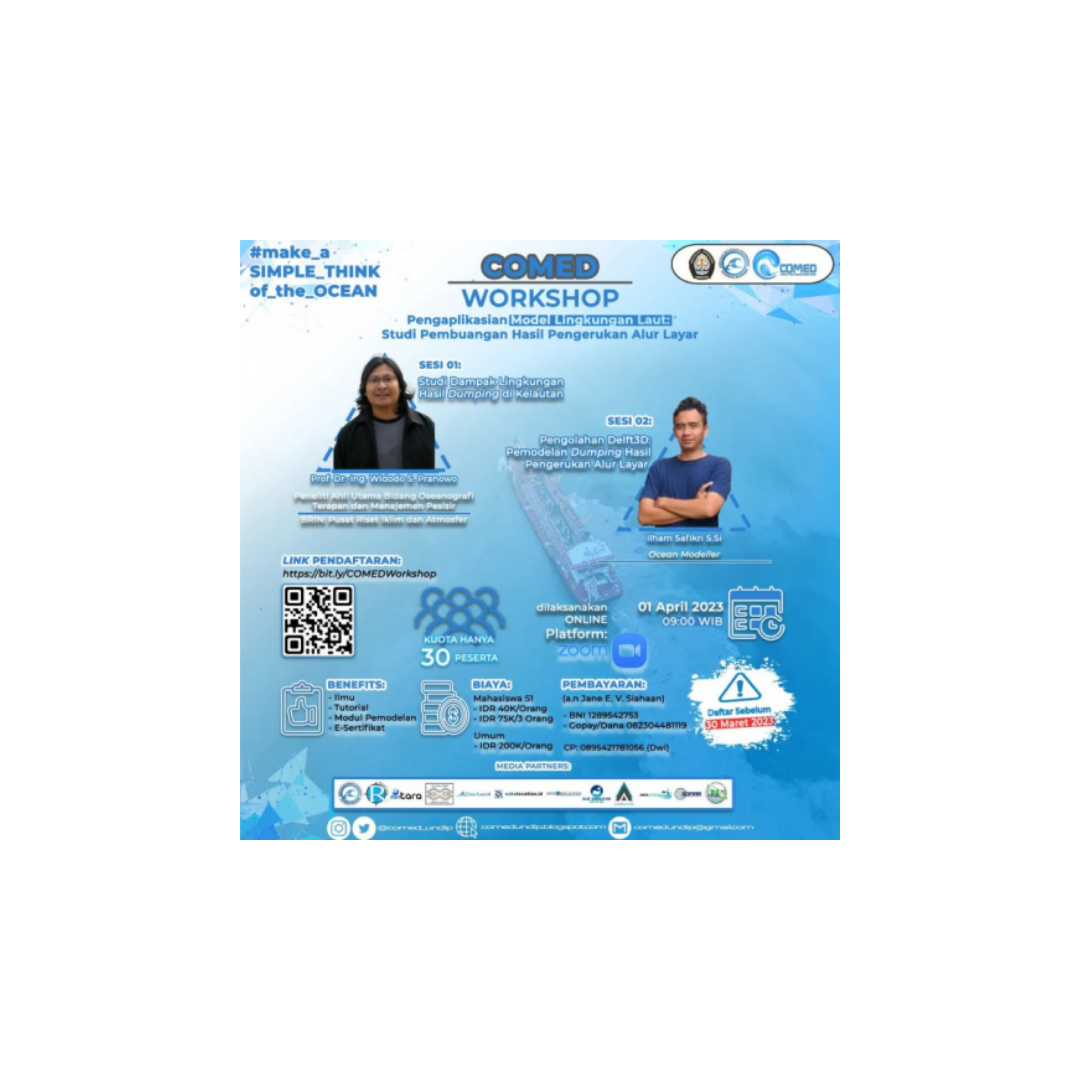 #make_a
SIMPLE_THINK
of_the_OCEAN
COMED
WORKSHOP
Pengaplikasian Model Lingkungan Laut:
Studi Pembuangan Hasil Pengerukan Alur Layar
COMED
SESI 01:
Studi Dampak Lingkungan
Hasil Dumping di Kelautan
Prof. Dr- Ing. Widodo S. Pranowo
Peneliti Ahli Utama Bidang Oseanografi
Terapan dan Manajemen Pesisir
BRIN: Pusat Riset Iklim dan Atmosfer
SESI 02:
Pengolahan Delft3D:
Pemodelan Dumping Hasil
Pengerukan Alur Layar
Ilham Safikri S.Si
Ocean Modeller
LINK PENDAFTARAN:
https://bit.ly/COMEDWorkshop
KUOTA HANYA
30 PESERTA
dilaksanakan
ONLINE
Platform:
zoom
01 April 2023
09:00 WIB
BENEFITS:
- Ilmu
- Tutorial
- Modul Pemodelan
- E-Sertifikat
BIAYA:
Mahasiswa S1
- IDR 40K/Orang
- IDR 75K/3 Orang
Umum
- IDR 200K/Orang
PEMBAYARAN:
(a.n Jane E. V. Siahaan)
- BNI 1289542753
- Gopay/Dana 082304481119
CP: 0895421781056 (Dwi)
Daftar Sebelum
30 Maret 2023
MEDIA PARTNERS:
@comed_undip
comedundip.blogspot.com
comedundip@gmail.com